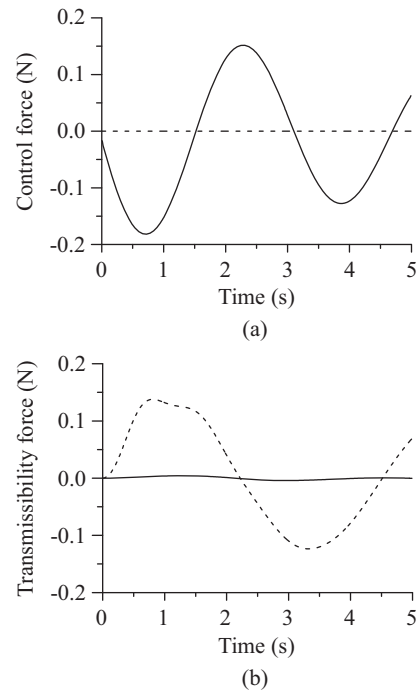 Control force (N)
0.2
0.1
0.0
-0.1
-0.2
0 1 2 3 4 5
Time (s)
(a)
Transmissibility force (N)
0.2
0.1
0.0
-0.1
-0.2
0 1 2 3 4 5
Time (s)
(b)